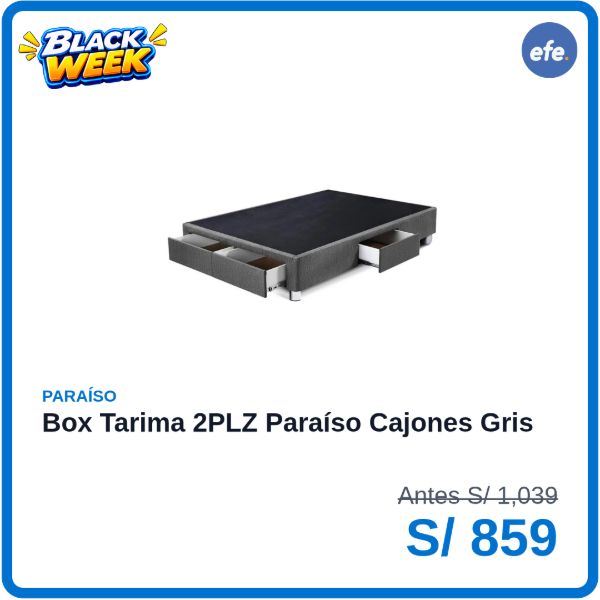 BLACK
WEEK
efe.
PARAÍSO
Box Tarima 2PLZ Paraíso Cajones Gris
Antes S/ 1,039
S/ 859